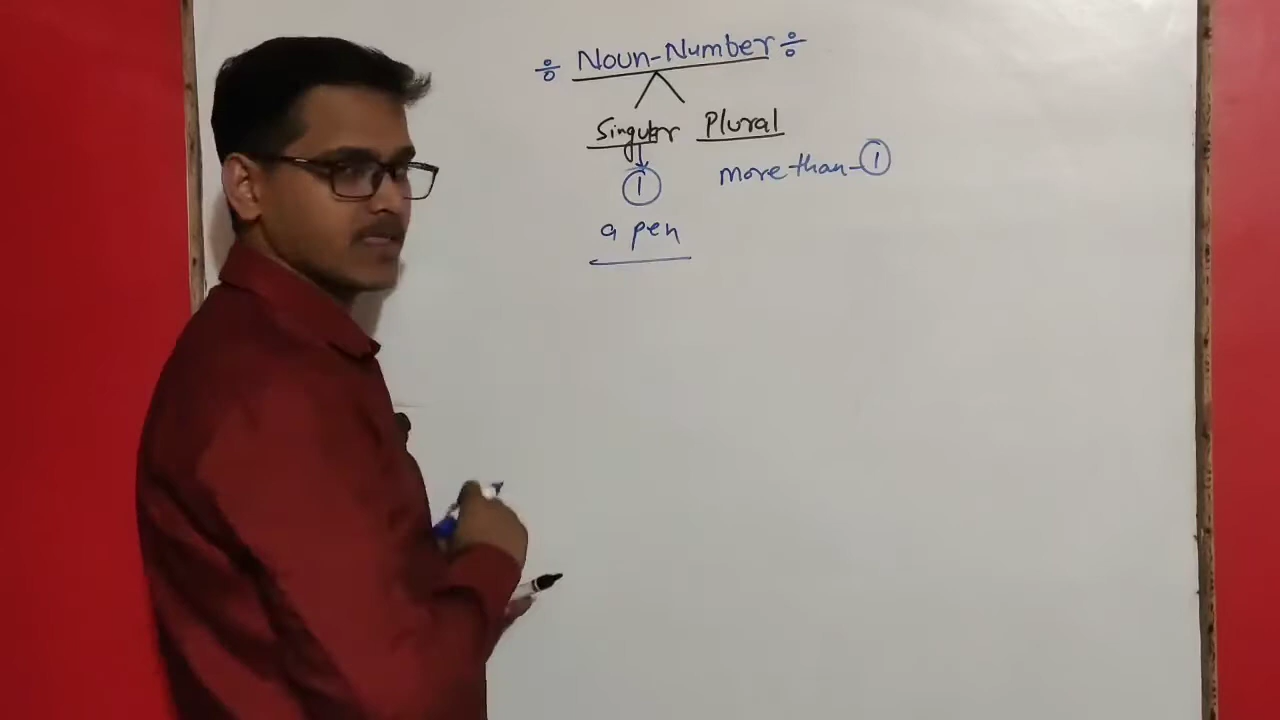 ÷ Noun-Number ÷
Singular Plural
1 more than-1
a pen